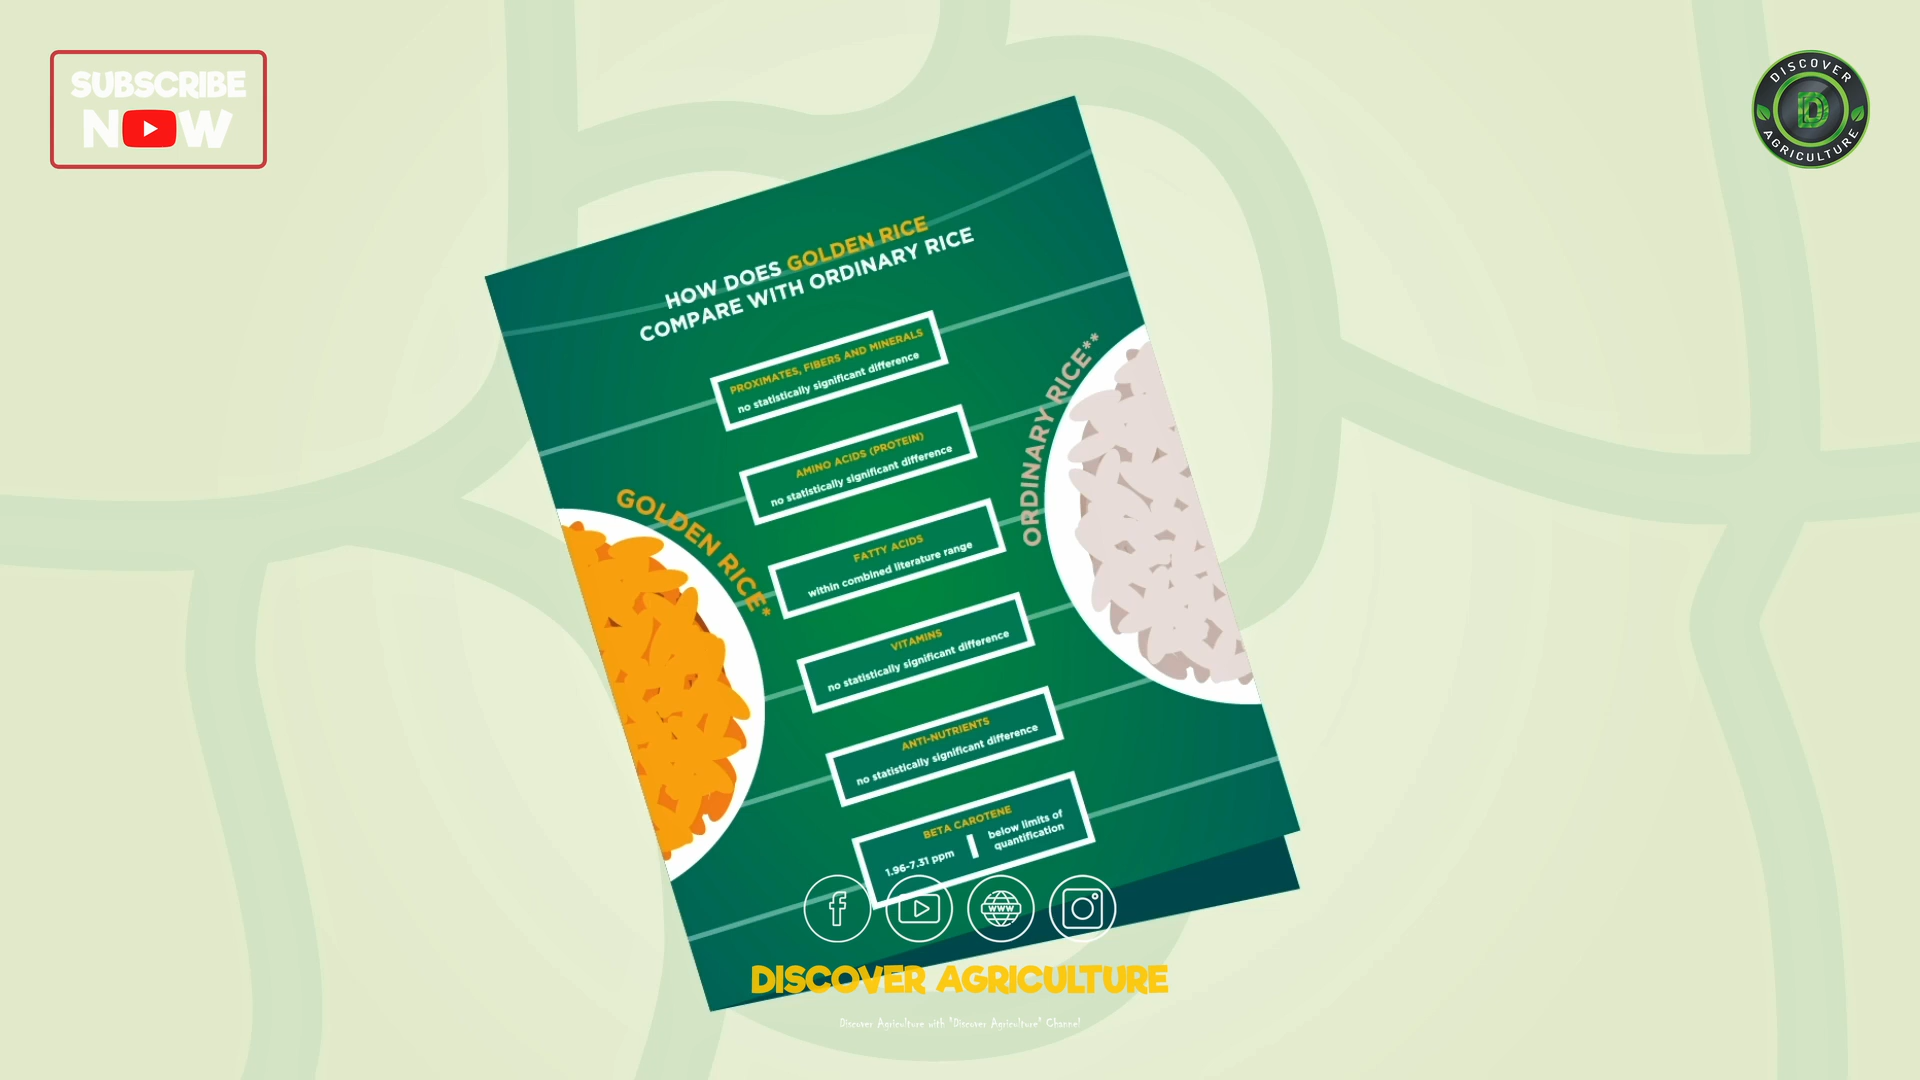 SUBSCRIBE
NOW
DISCOVER
D
AGRICULTURE
HOW DOES GOLDEN RICE
COMPARE WITH ORDINARY RICE
PROXIMATES, FIBERS AND MINERALS
no statistically significant difference
AMINO ACIDS (PROTEIN)
no statistically significant difference
FATTY ACIDS
within combined literature range
VITAMINS
no statistically significant difference
ANTI-NUTRIENTS
no statistically significant difference
BETA CAROTENE
1.96-7.31 ppm
below limits of
quantification
GOLDEN RICE*
ORDINARY RICE**
www
DISCOVER AGRICULTURE
Discover Agriculture with "Discover Agriculture" Channel